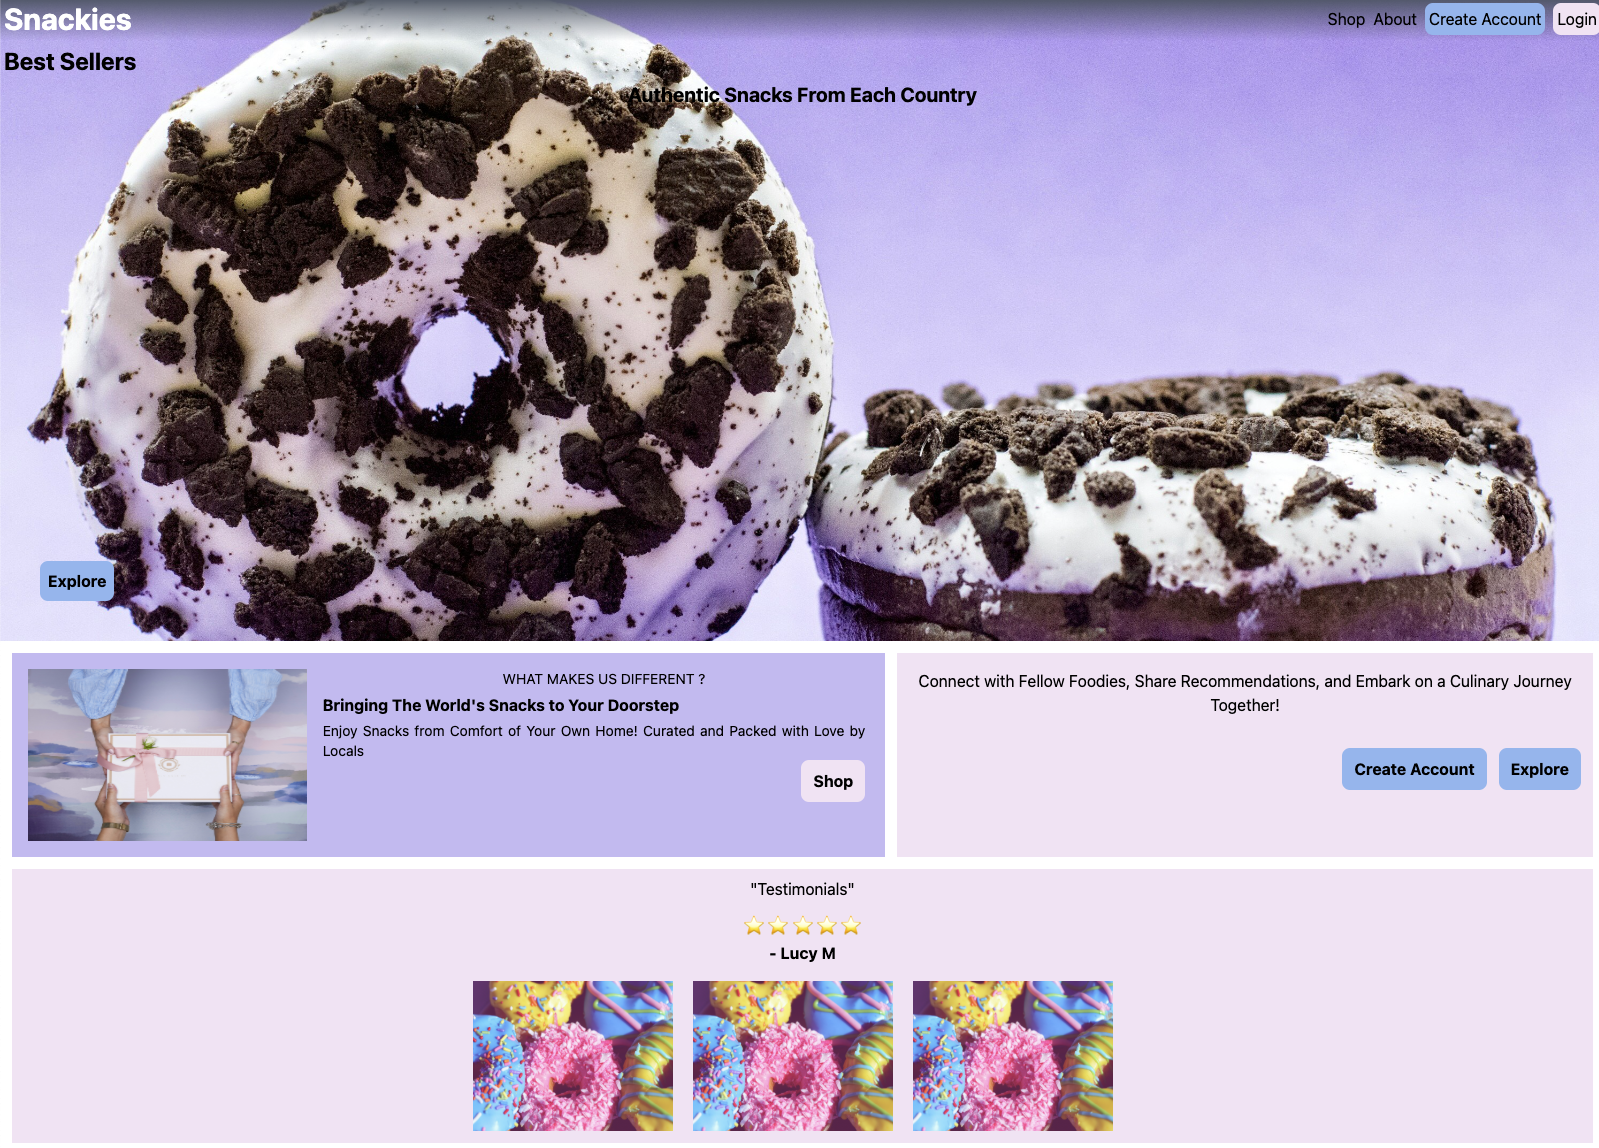 Snackies
Shop About Create Account Login
Best Sellers
Authentic Snacks From Each Country
Explore
WHAT MAKES US DIFFERENT ?
Bringing The World's Snacks to Your Doorstep
Enjoy Snacks from Comfort of Your Own Home! Curated and Packed with Love by
Locals
Shop
Connect with Fellow Foodies, Share Recommendations, and Embark on a Culinary Journey
Together!
Create Account Explore
"Testimonials"
- Lucy M